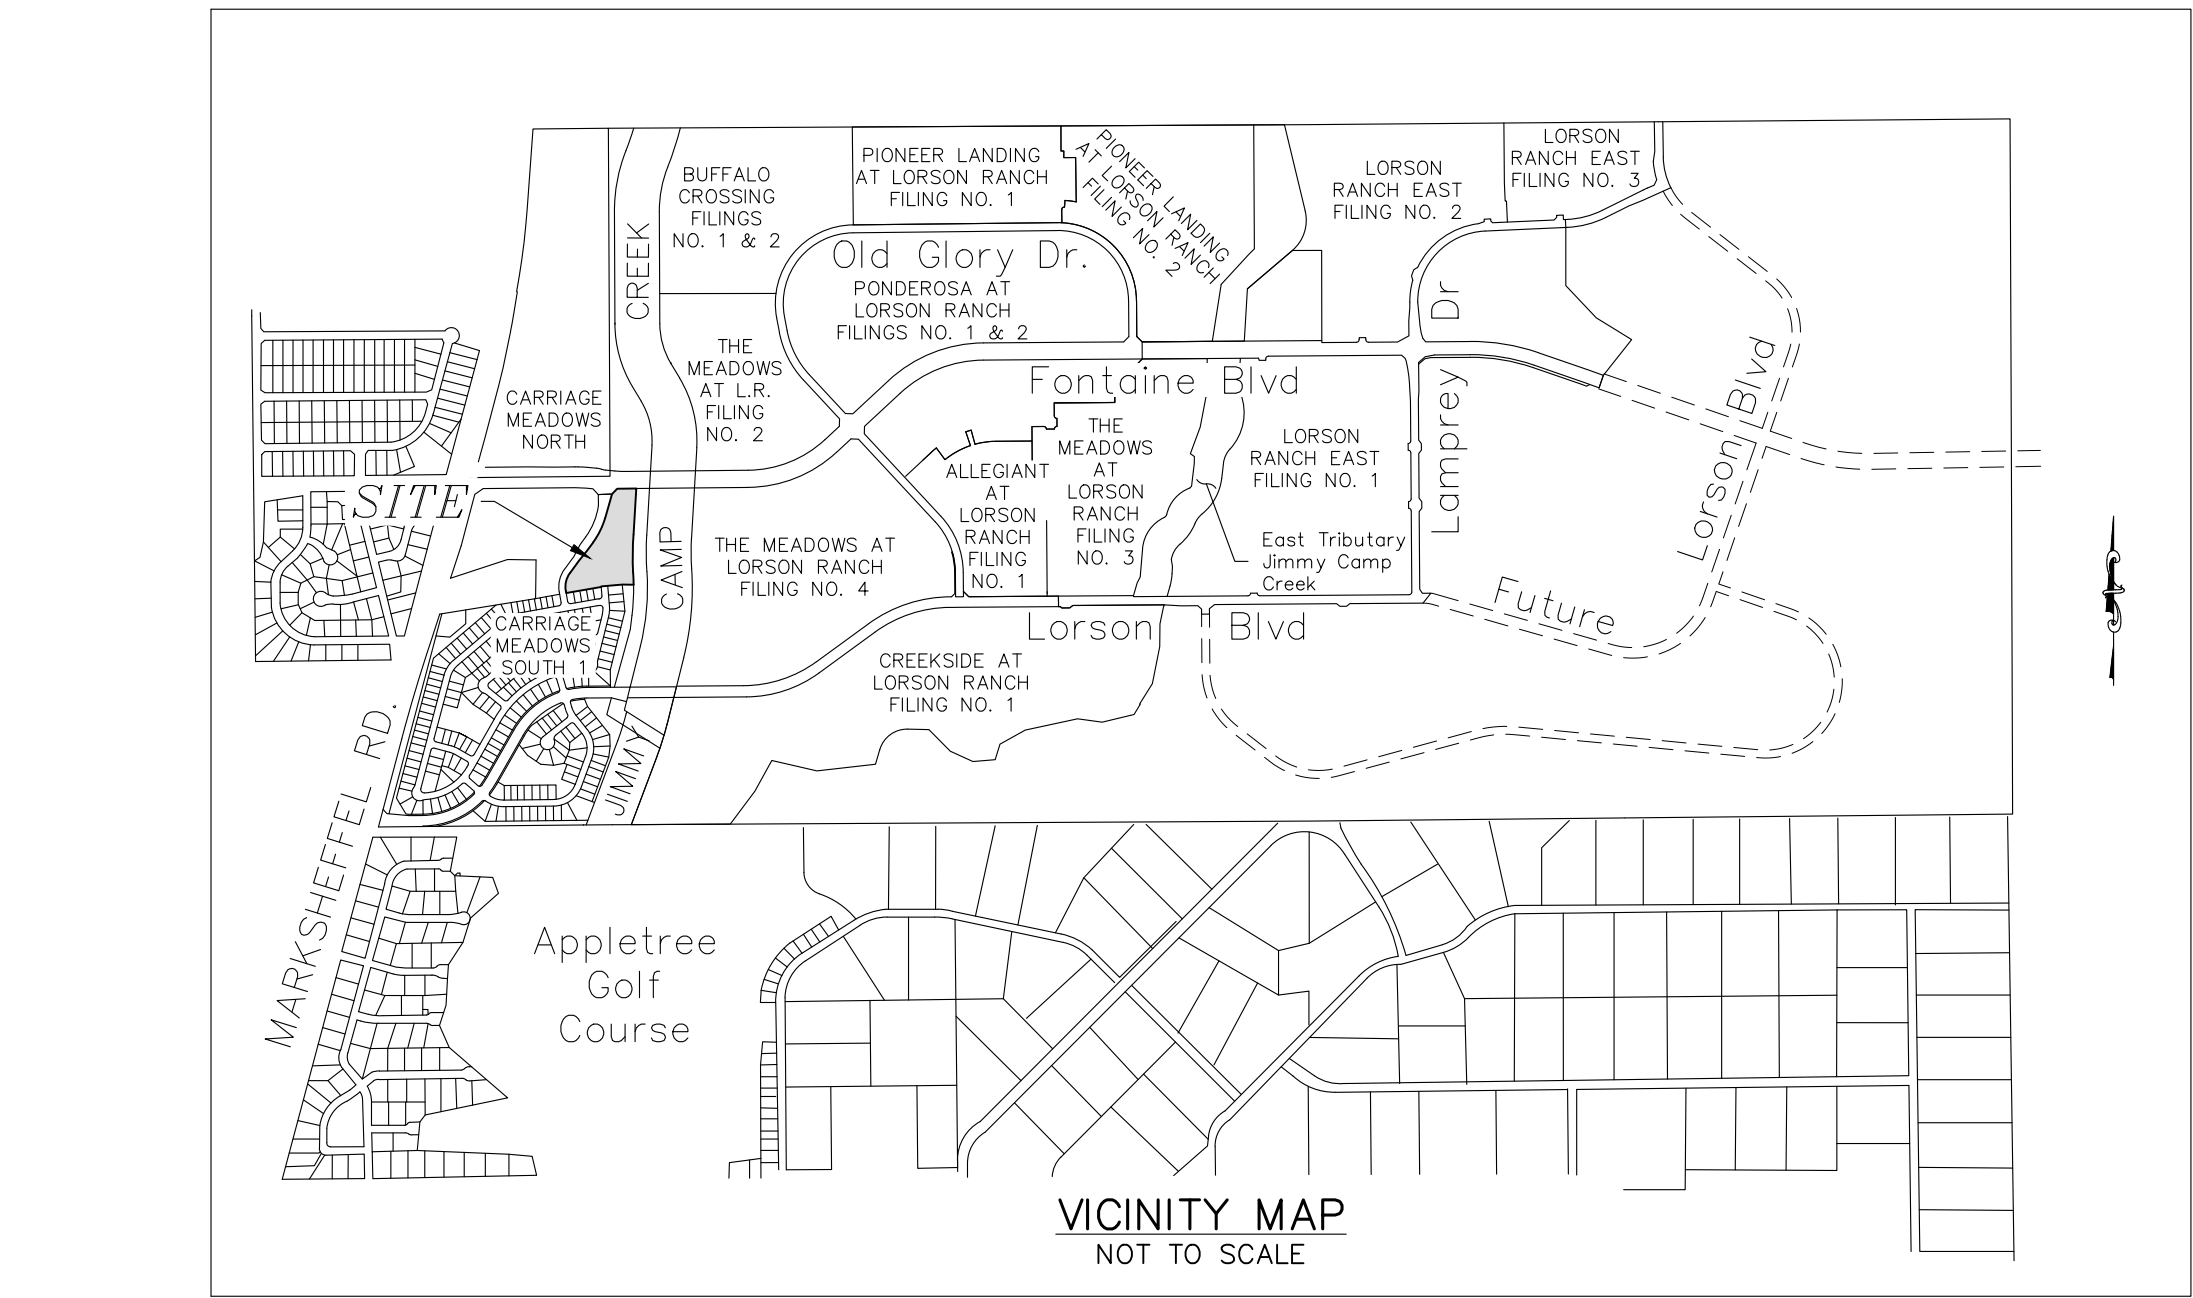 LORSON
RANCH EAST
FILING NO. 3
PIONEER LANDING
AT LORSON RANCH
FILING NO. 1
PIONEER LANDING
AT LORSON RANCH
FILING NO. 2
LORSON
RANCH EAST
FILING NO. 2
BUFFALO
CROSSING
FILINGS
NO. 1 & 2
Old Glory Dr.
PONDEROSA AT
LORSON RANCH
FILINGS NO. 1 & 2
CREEK
THE
MEADOWS
AT L.R.
FILING
NO. 2
CARRIAGE
MEADOWS
NORTH
Fontaine Blvd
Lamprey Dr
Lorson Blvd
THE
MEADOWS
AT
LORSON
RANCH
FILING
NO. 3
LORSON
RANCH EAST
FILING NO. 1
ALLEGIANT
AT
LORSON
RANCH
FILING
NO. 1
SITE
THE MEADOWS AT
LORSON RANCH
FILING NO. 4
CAMP
East Tributary
Jimmy Camp
Creek
Future
Lorson Blvd
CARRIAGE
MEADOWS
SOUTH 1
CREEKSIDE AT
LORSON RANCH
FILING NO. 1
JIMMY
MARKSHEFFEL RD.
Appletree
Golf
Course
VICINITY MAP
NOT TO SCALE